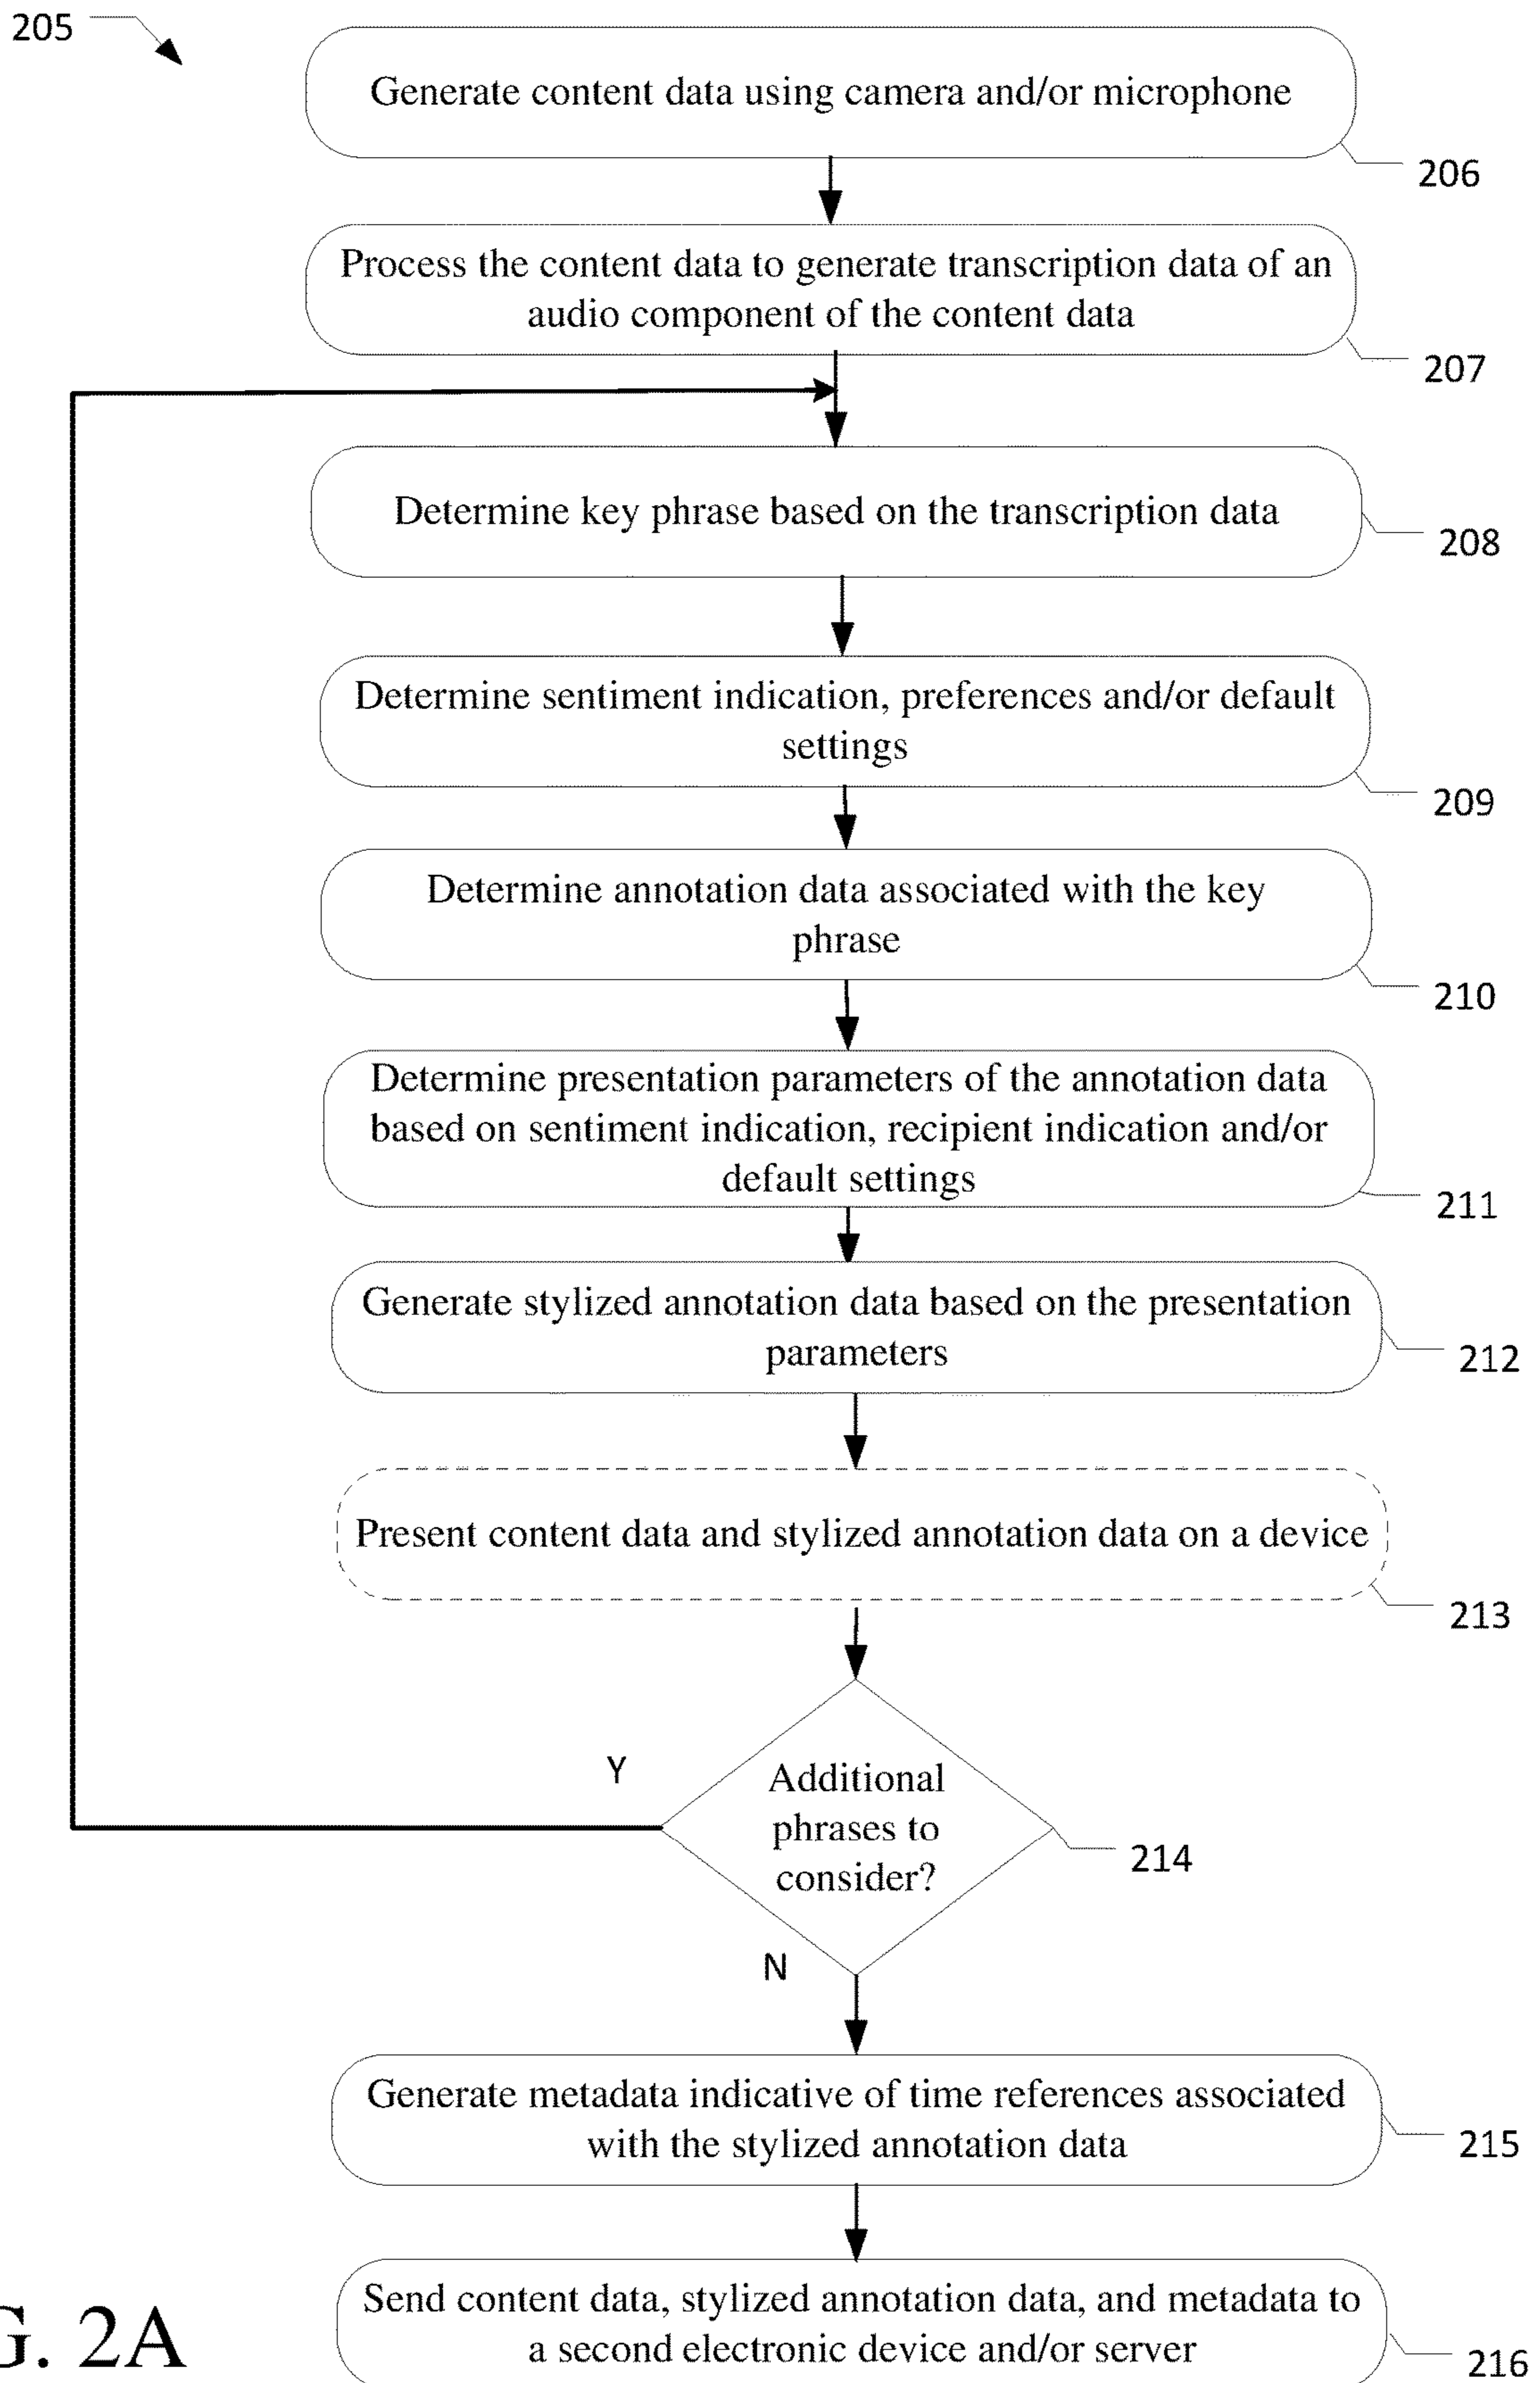 205
Generate content data using camera and/or microphone
206
Process the content data to generate transcription data of an
audio component of the content data
207
Determine key phrase based on the transcription data
208
Determine sentiment indication, preferences and/or default
settings
209
Determine annotation data associated with the key
phrase
210
Determine presentation parameters of the annotation data
based on sentiment indication, recipient indication and/or
default settings
211
Generate stylized annotation data based on the presentation
parameters
212
Present content data and stylized annotation data on a device
213
Y
Additional
phrases to
consider?
214
N
Generate metadata indicative of time references associated
with the stylized annotation data
215
Send content data, stylized annotation data, and metadata to
a second electronic device and/or server
216
G. 2A